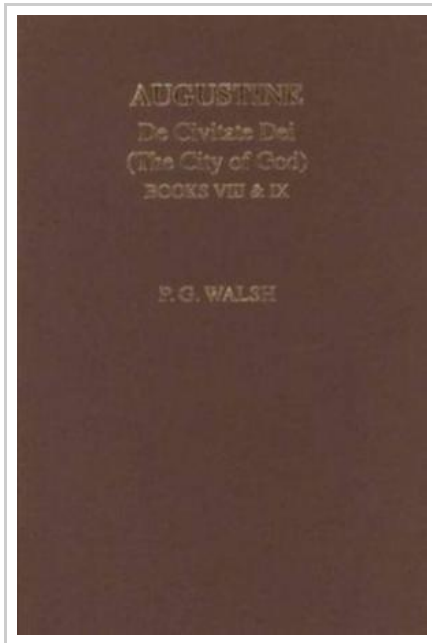 AUGUSTINE
De Civitate Dei
(The City of God)
BOOKS VIII & IX
P. G. WALSH